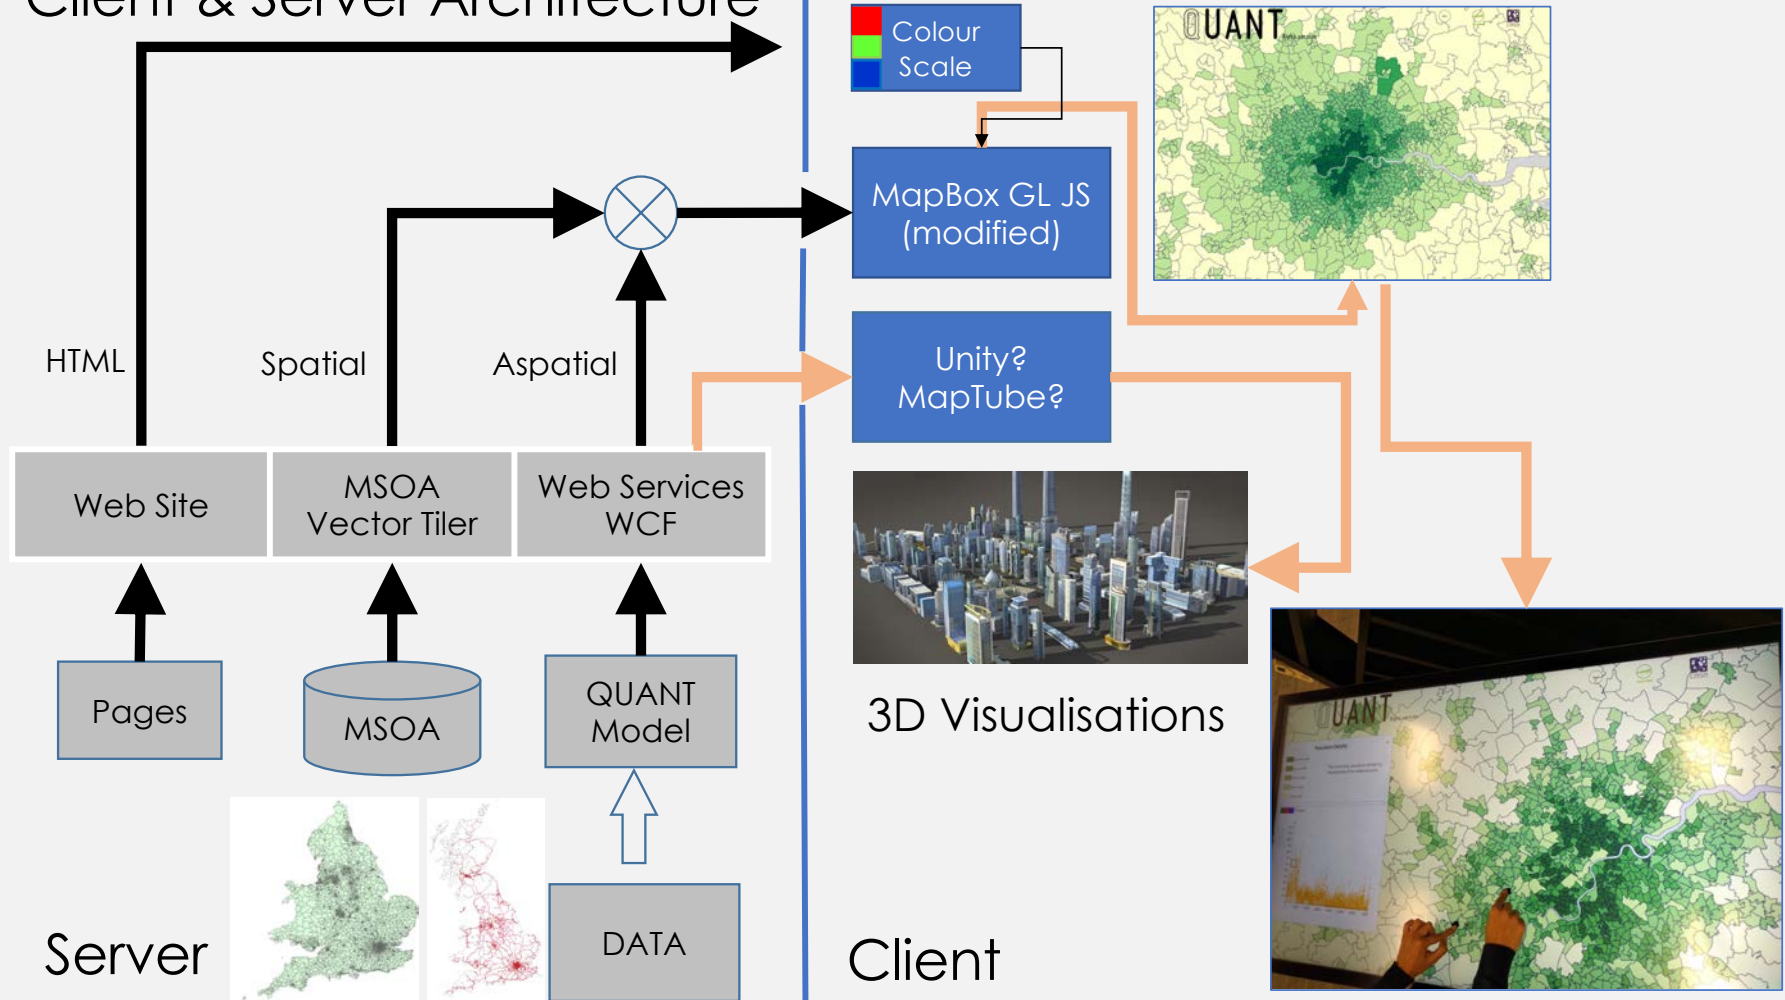 Client & Server Architecture
Colour
Scale
QUANT
MapBox GL JS
(modified)
HTML
Spatial
Aspatial
Unity?
MapTube?
Web Site
MSOA
Vector Tiler
Web Services
WCF
Pages
MSOA
QUANT
Model
3D Visualisations
QUANT
DATA
Server
Client